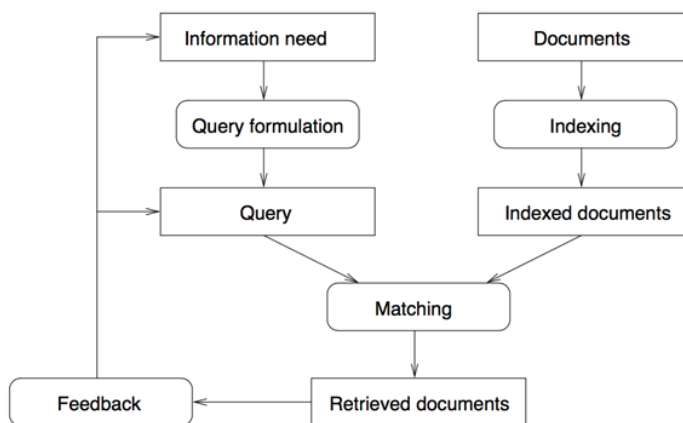 Information need
Documents
Query formulation
Indexing
Query
Indexed documents
Matching
Feedback
Retrieved documents